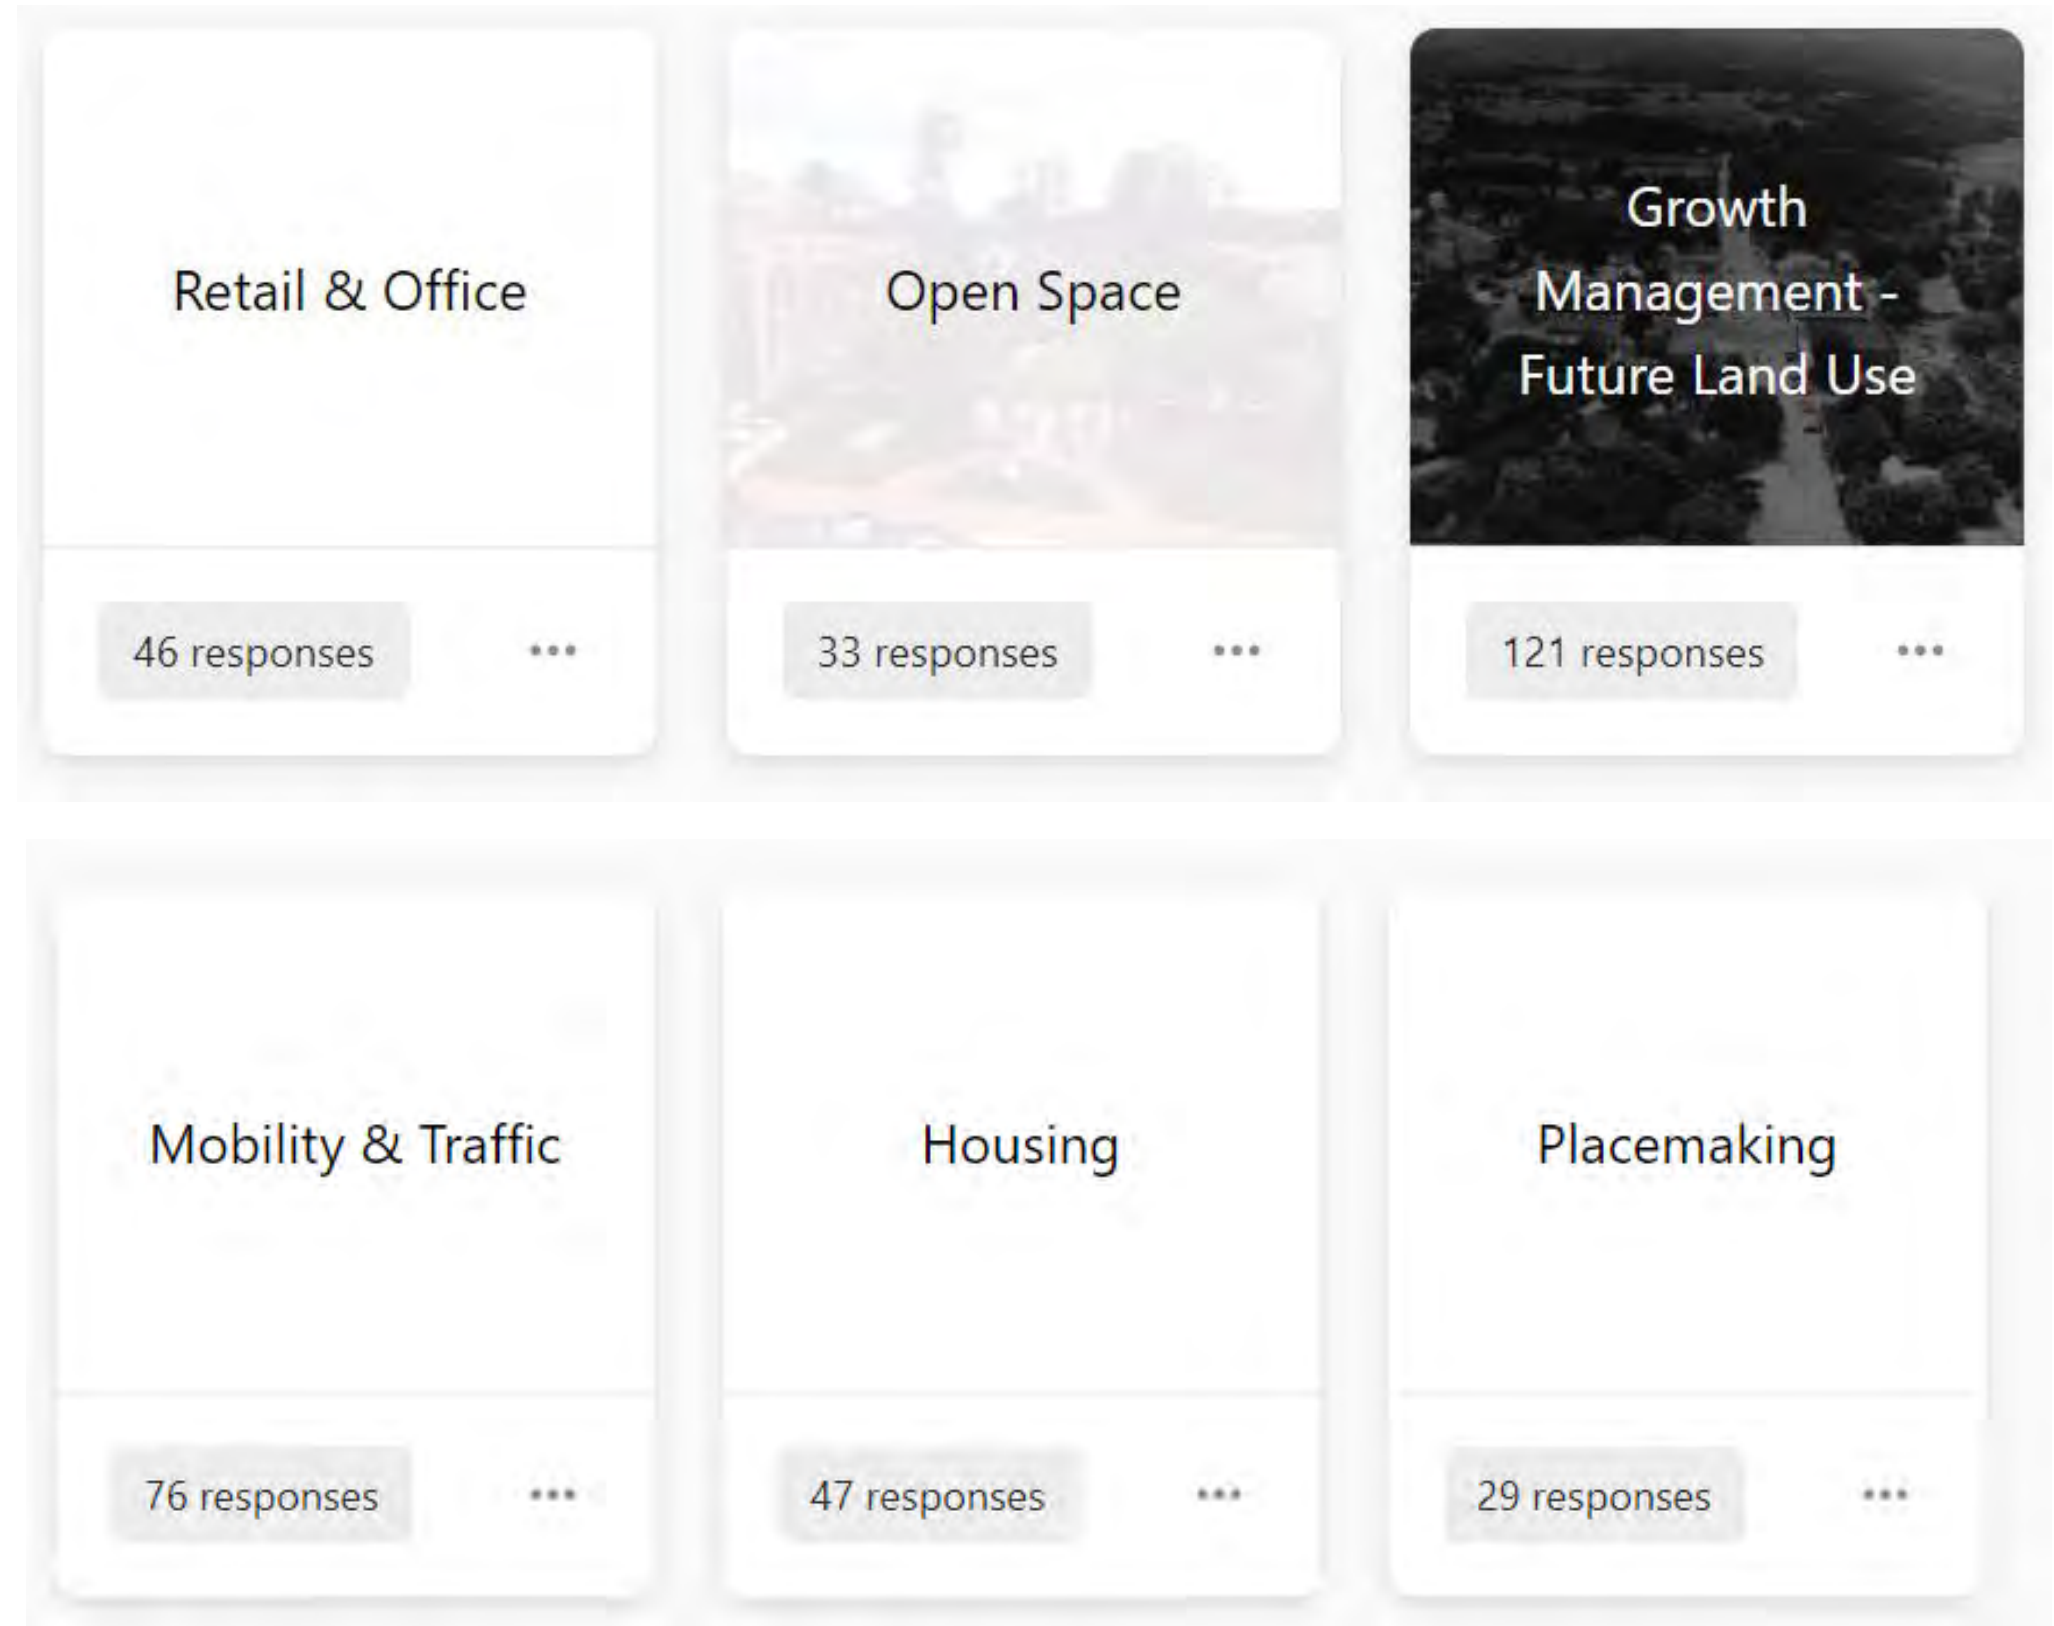 Retail & Office
Open Space
Growth
Management -
Future Land Use
46 responses
33 responses
121 responses
Mobility & Traffic
Housing
Placemaking
76 responses
47 responses
29 responses